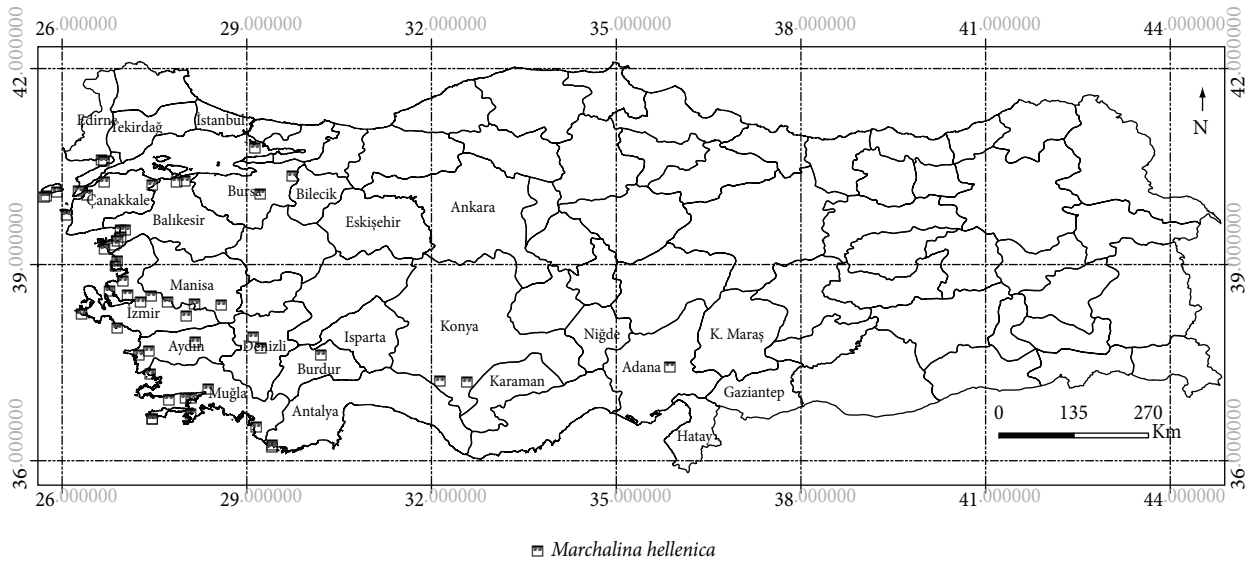 26.000000 29.000000 32.000000 35.000000 38.000000 41.000000 44.000000
42.000000 42.000000
N
Edirne Tekirdağ İstanbul
Çanakkale Bursa Bilecik
Balıkesir Eskişehir Ankara
39.000000 39.000000
Manisa
İzmir Konya
Aydın Denizli Isparta Niğde K. Maraş
Burdur Adana
Muğla Karaman Gaziantep
Antalya
0 135 270
Km
Hatay
36.000000 36.000000
26.000000 29.000000 32.000000 35.000000 38.000000 41.000000 44.000000
Marchalina hellenica